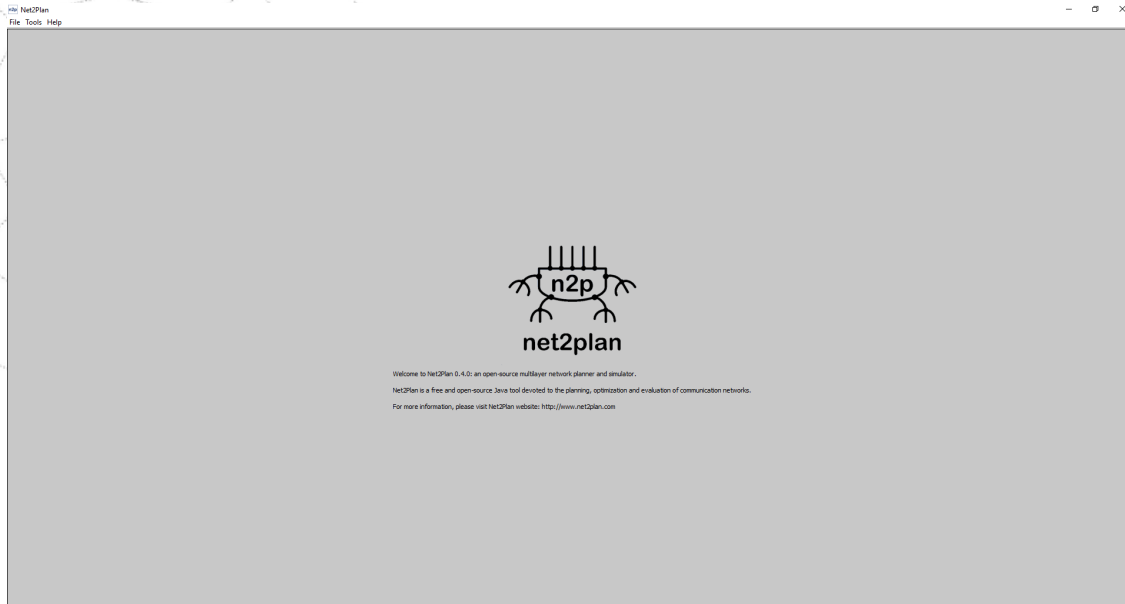 n2p Net2Plan
File Tools Help
n2p
net2plan
Welcome to Net2Plan 0.4.0: an open-source multilayer network planner and simulator.
Net2Plan is a free and open-source Java tool devoted to the planning, optimization and evaluation of communication networks.
For more information, please visit Net2Plan website: http://www.net2plan.com